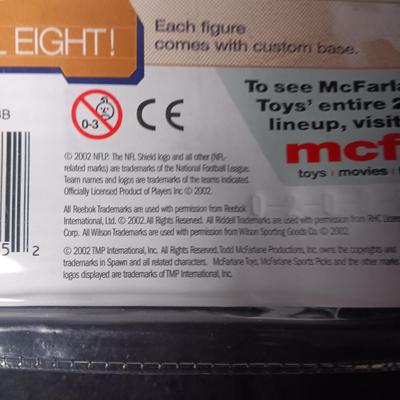 L EIGHT!
Each figure
comes with custom base.
3B
0-3
CE
To see McFarla
Toys' entire 2
lineup, visit
mcf
toys movies
5 2
© 2002 NFLP. The NFL Shield logo and all other (NFL-
related marks) are trademarks of the National Football League.
Team names and logos are trademarks of the teams indicated.
Officially Licensed Product of Players Inc © 2002.
All Reebok Trademarks are used with permission from Reebok
International, Ltd. © 2002. All Riddell Trademarks are used with permission from RHC Licen
Corp. All Wilson Trademarks are used with permission from Wilson Sporting Goods Co. © 2002.
© 2002 TMP International, Inc. All Reserved. Todd McFarlane Productions, Inc. owns the copyrights and
trademarks in Spawn and all related characters. McFarlane Toys, McFarlane Sports Picks and the other marks
logos displayed are trademarks of TMP International, Inc.